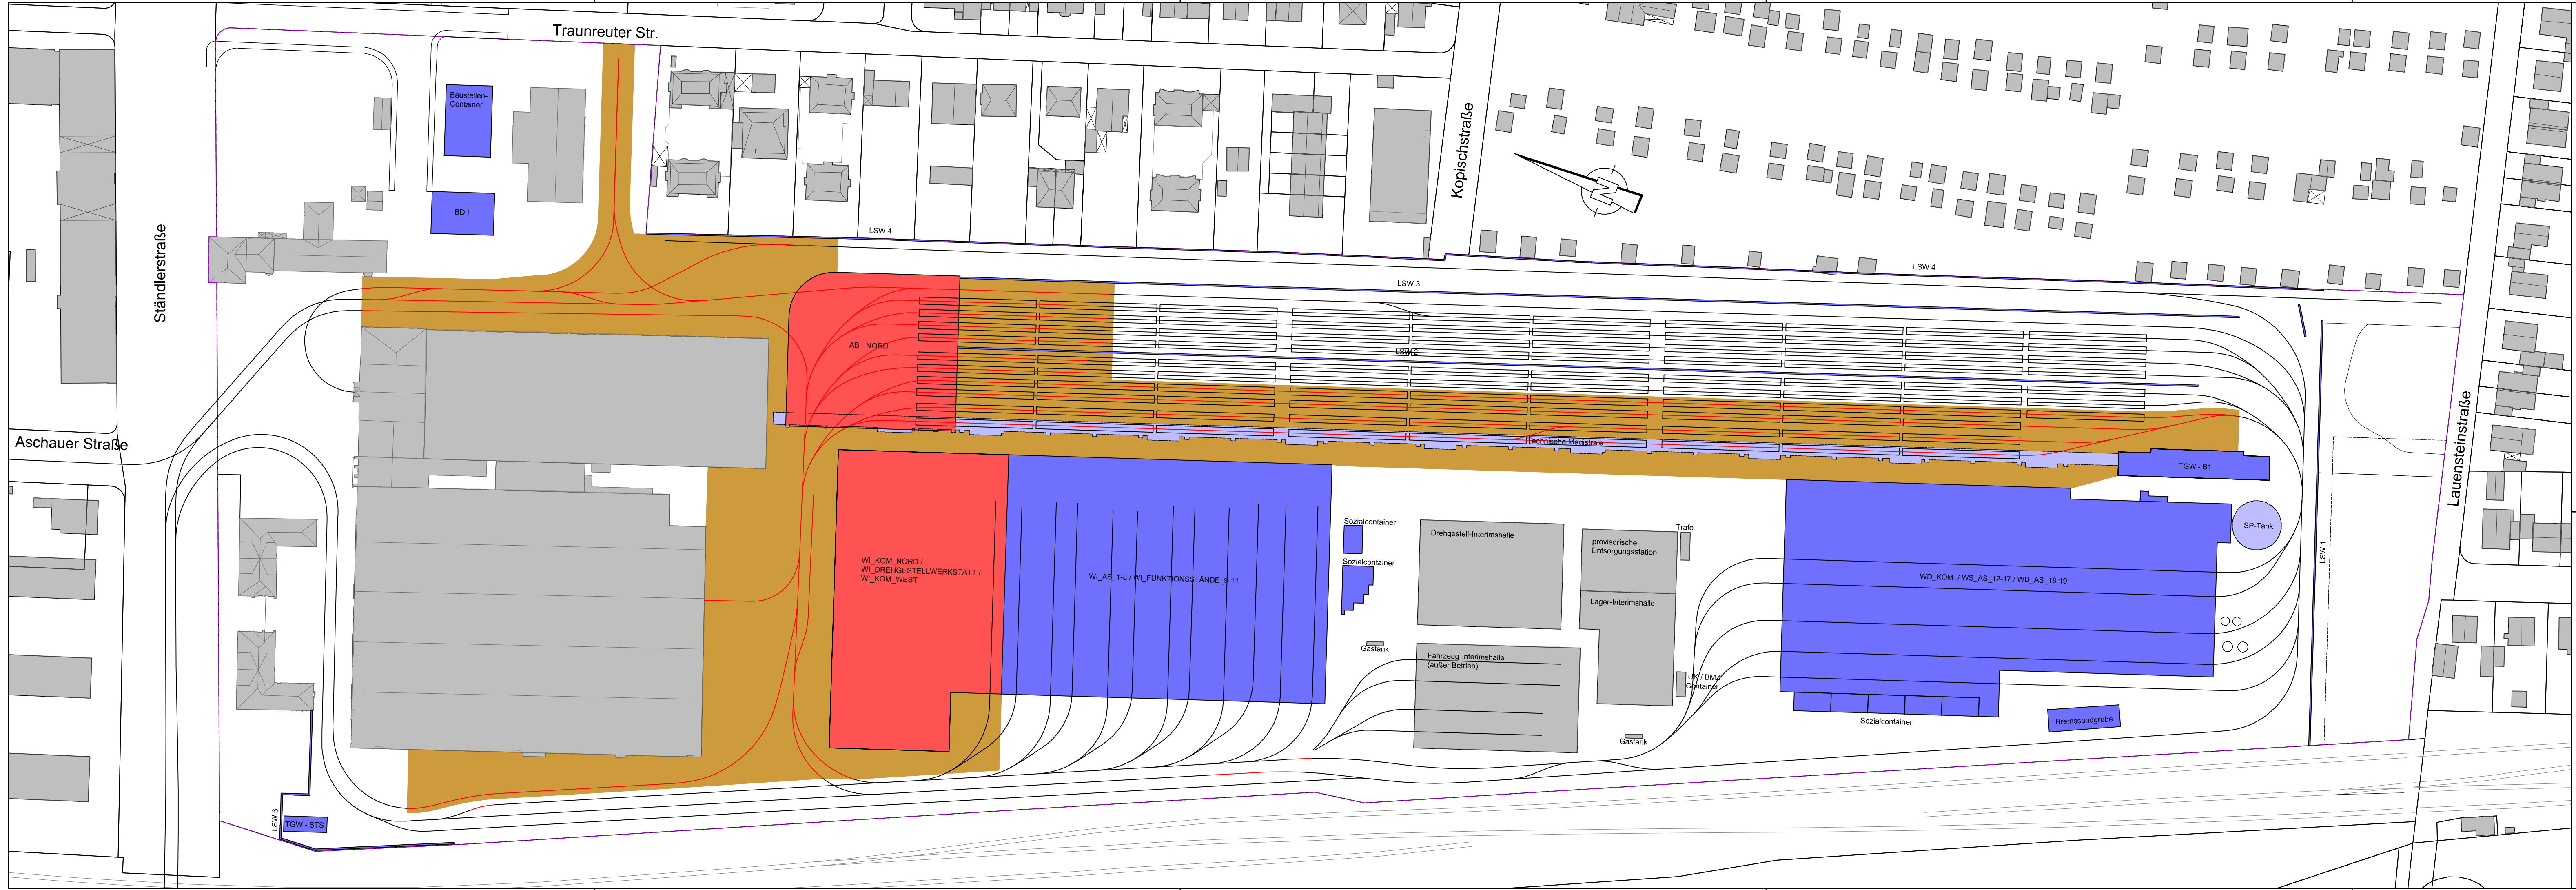 Traunreuter Str.
Baustellen-
Container
BD I
Ständlerstraße
Kopischstraße
LSW 4
LSW 4
LSW 3
AB - NORD
LSW 2
Aschauer Straße
Technische Magistrale
TGW - B1
Lauensteinstraße
SP-Tank
Sozialcontainer
Drehgestell-Interimshalle
Trafo
provisorische
Entsorgungsstation
LSW 1
Sozialcontainer
WI_KOM_NORD /
WI_DREHGESTELLWERKSTATT /
WI_KOM_WEST
WI_AS_1-8 / WI_FUNKTIONSSTÄNDE_9-11
WD_KOM / WS_AS_12-17 / WD_AS_18-19
Lager-Interimshalle
Gastank
Fahrzeug-Interimshalle
(außer Betrieb)
IUK / BMZ
Container
Sozialcontainer
Bremssandgrube
Gastank
LSW 6
TGW - STS